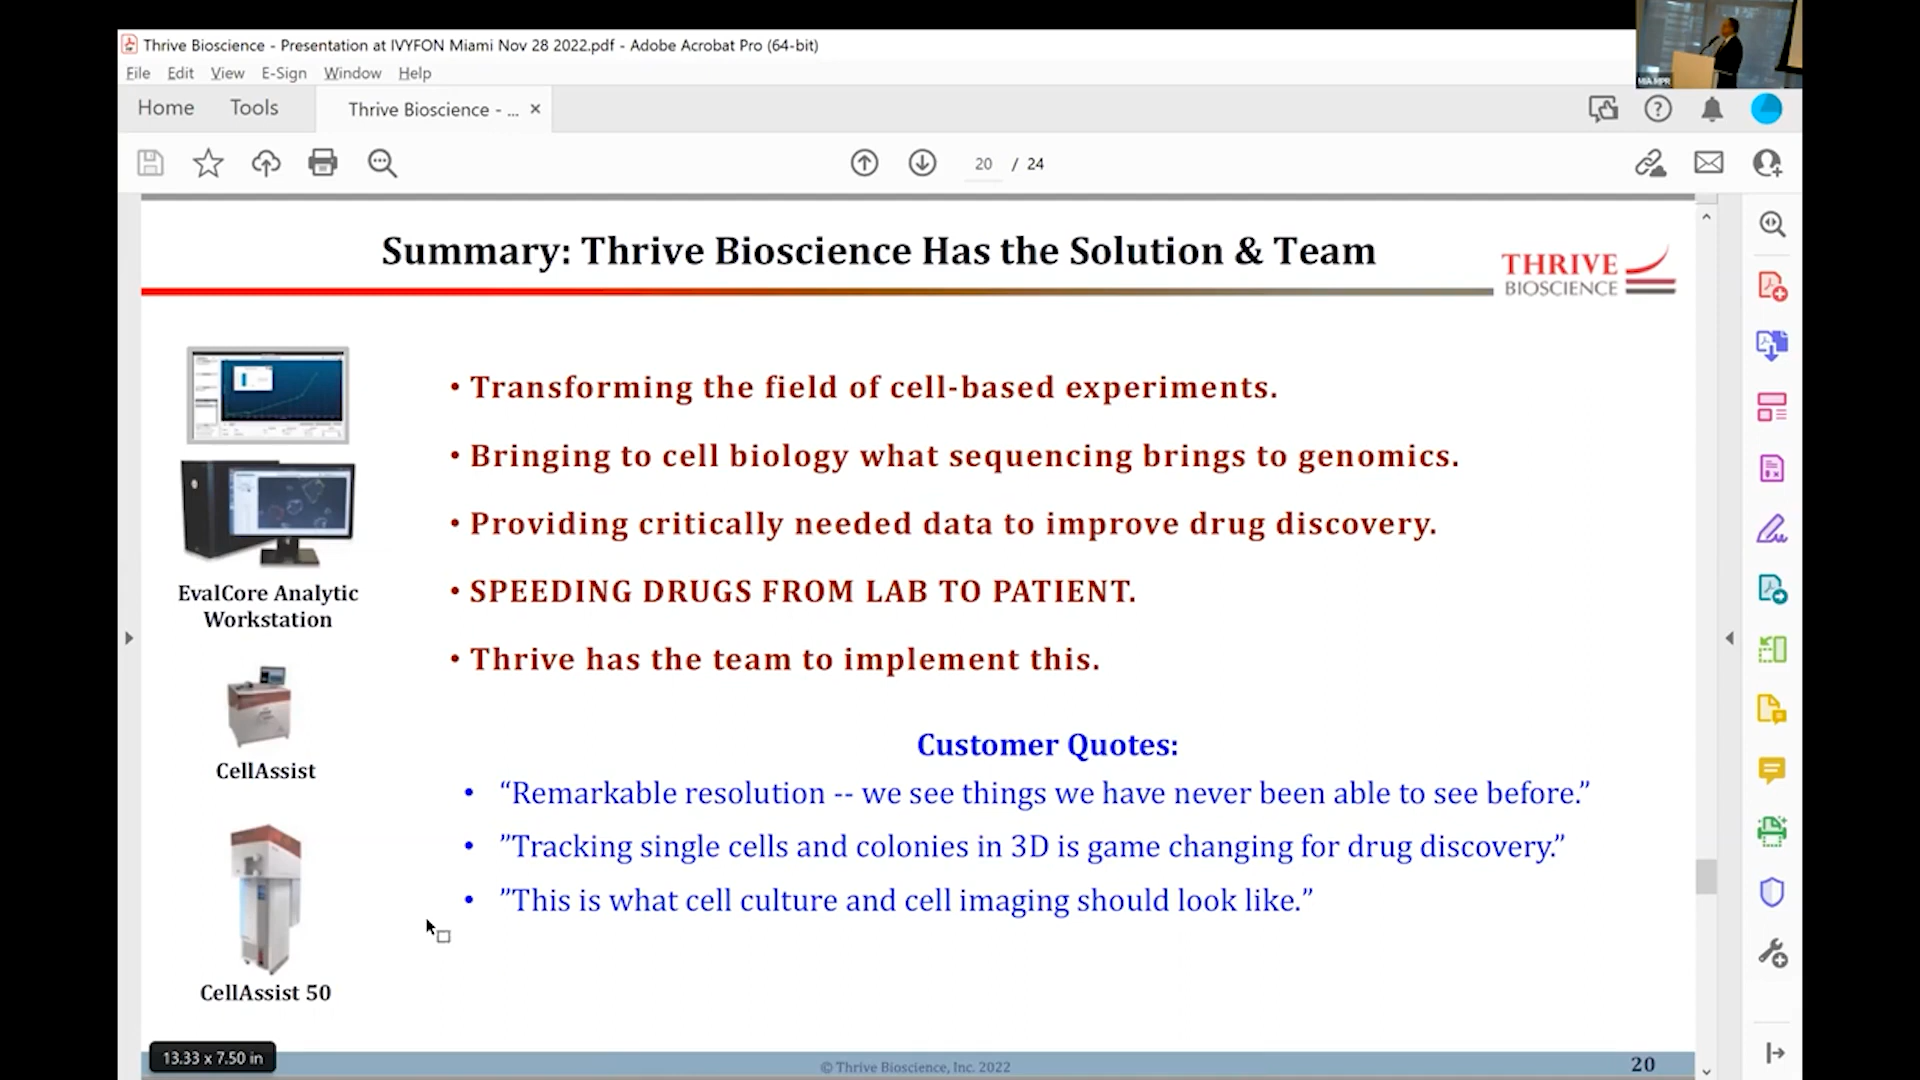 Thrive Bioscience - Presentation at IVYFON Miami Nov 28 2022.pdf - Adobe Acrobat Pro (64-bit)
File Edit View E-Sign Window Help
MIA MPR
Home Tools Thrive Bioscience - ... ×
20 / 24
Summary: Thrive Bioscience Has the Solution & Team
THRIVE
BIOSCIENCE
• Transforming the field of cell-based experiments.
• Bringing to cell biology what sequencing brings to genomics.
• Providing critically needed data to improve drug discovery.
• SPEEDING DRUGS FROM LAB TO PATIENT.
• Thrive has the team to implement this.
EvalCore Analytic
Workstation
CellAssist
CellAssist 50
Customer Quotes:
• “Remarkable resolution -- we see things we have never been able to see before.”
• ”Tracking single cells and colonies in 3D is game changing for drug discovery.”
• ”This is what cell culture and cell imaging should look like.”
13.33 x 7.50 in
© Thrive Bioscience, Inc. 2022
20